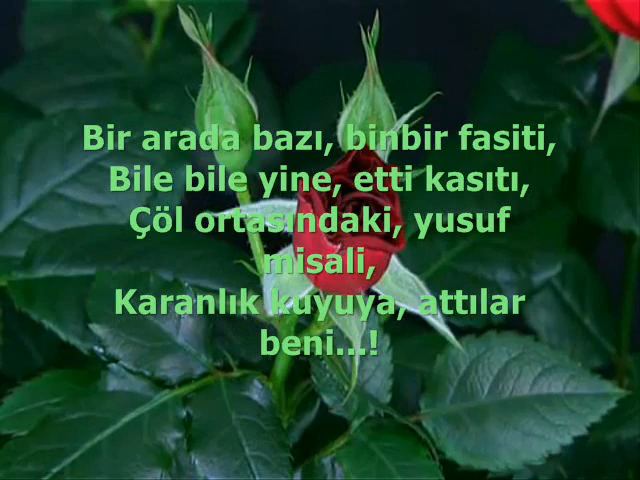 Bir arada bazı, binbir fasiti,
Bile bile yine, etti kasıtı,
Çöl ortasındaki, yusuf
misali,
Karanlık kuyuya, attılar
beni...!